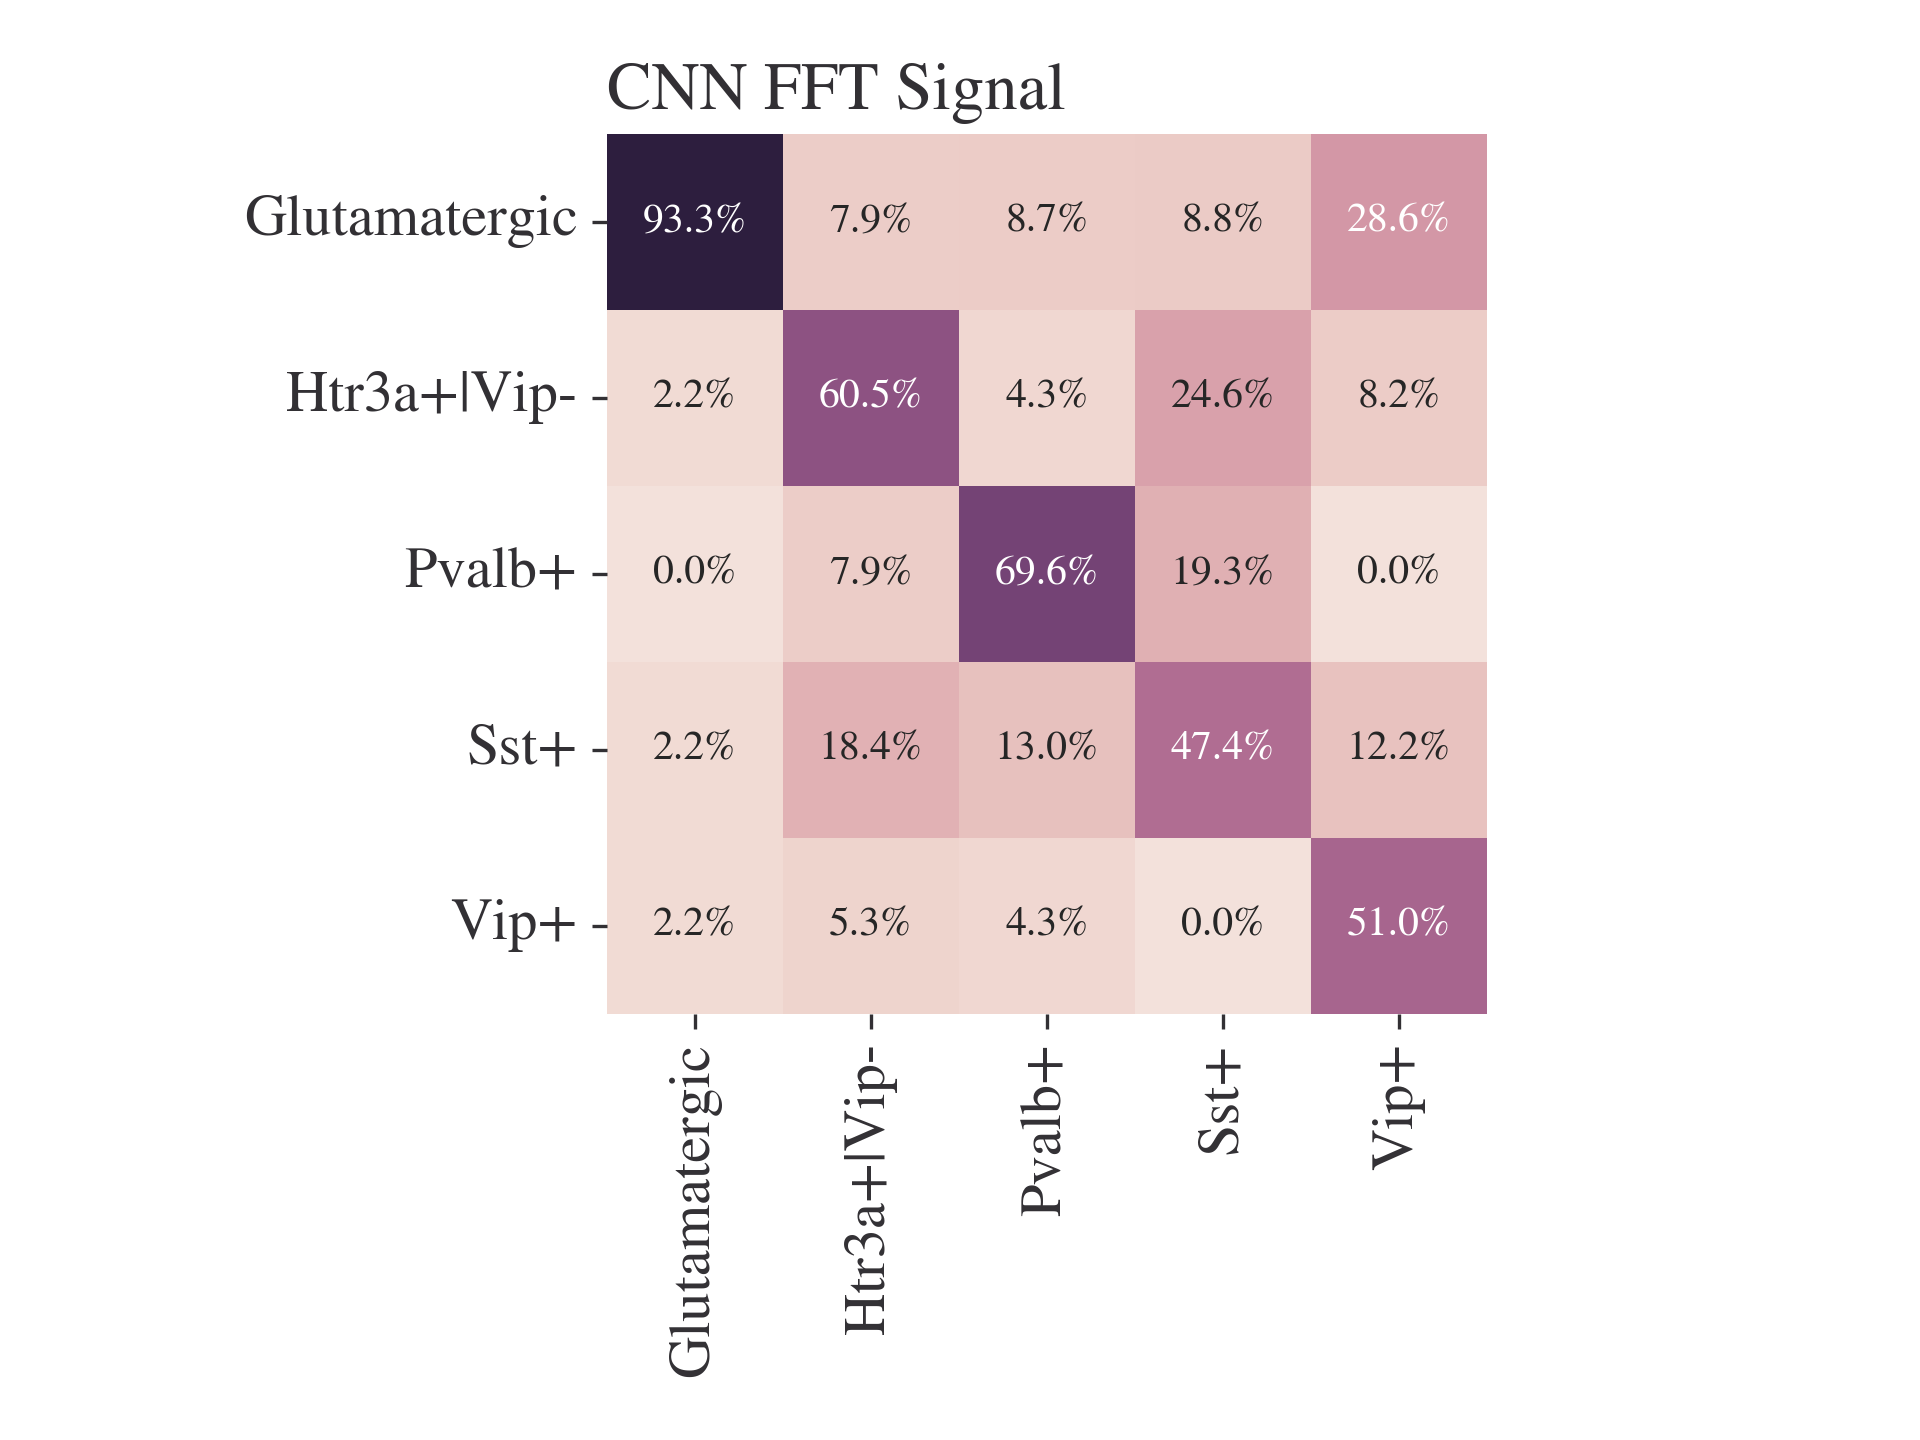 CNN FFT Signal
Glutamatergic 93.3% 7.9% 8.7% 8.8% 28.6%
Htr3a+|Vip- 2.2% 60.5% 4.3% 24.6% 8.2%
Pvalb+ 0.0% 7.9% 69.6% 19.3% 0.0%
Sst+ 2.2% 18.4% 13.0% 47.4% 12.2%
Vip+ 2.2% 5.3% 4.3% 0.0% 51.0%
Glutamatergic
Htr3a+|Vip-
Pvalb+
Sst+
Vip+